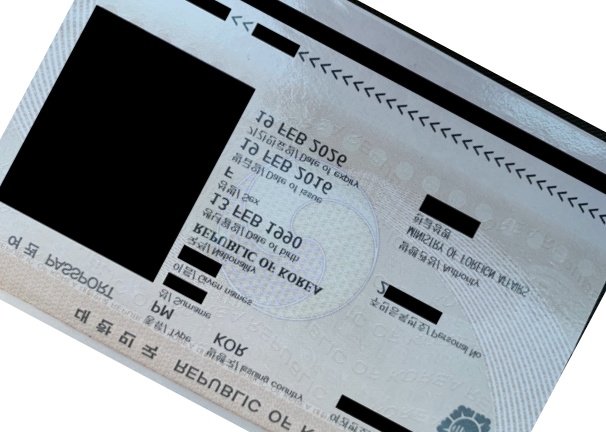 대 한 민 국 REPUBLIC OF K
여 권 PASSPORT
종류/ Type 발행국/ Issuing country
PM KOR
성/ Surname
이름/ Given names
국적/ Nationality
REPUBLIC OF KOREA
생년월일/ Date of birth
13 FEB 1990
주민등록번호/ Personal No
2
성별/ Sex
F
발급일/ Date of issue
19 FEB 2016
발행관청/ Authority
MINISTRY OF FOREIGN AFFAIRS
기간만료일/ Date of expiry
19 FEB 2026
한글성명
<<
<<<<<<<<<<<<<<<<<<<<<<<<<<<<